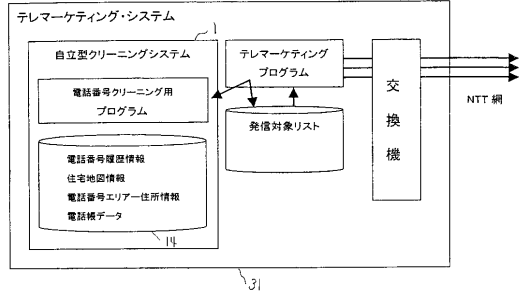 テレマーケティング・システム
1
自立型クリーニングシステム
電話番号クリーニング用
プログラム
電話番号履歴情報
住宅地図情報
電話番号エリアー住所情報
電話帳データ
14
テレマーケティング
プログラム
発信対象リスト
交換機
NTT 網
31